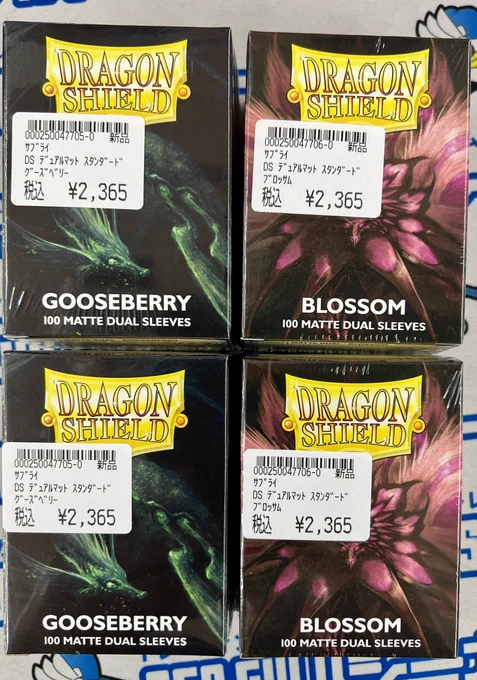 DRAGON
SHIELD
000250047705-0 新品
サプライ
DS デュアルマット スタンダード
グーズベリー
税込 ¥2,365
GOOSEBERRY
100 MATTE DUAL SLEEVES
DRAGON
SHIELD
000250047706-0 新品
サプライ
DS デュアルマット スタンダード
ブロッサム
税込 ¥2,365
BLOSSOM
100 MATTE DUAL SLEEVES
DRAGON
SHIELD
000250047705-0 新品
サプライ
DS デュアルマット スタンダード
グーズベリー
税込 ¥2,365
GOOSEBERRY
100 MATTE DUAL SLEEVES
DRAGON
SHIELD
000250047706-0 新品
サプライ
DS デュアルマット スタンダード
ブロッサム
税込 ¥2,365
BLOSSOM
100 MATTE DUAL SLEEVES